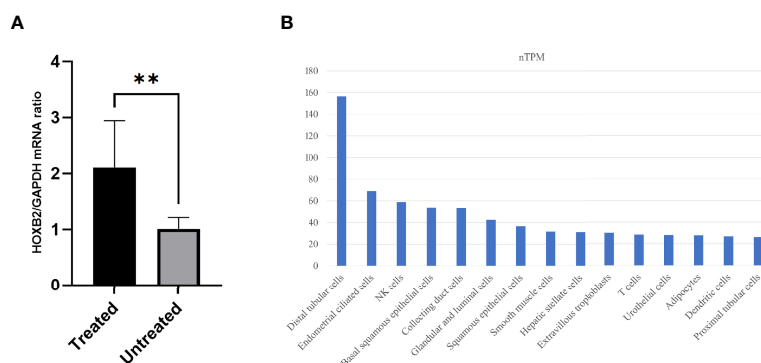 A
HOXB2/GAPDH mRNA ratio
4
3
2
1
0
**
Treated
Untreated
B
nTPM
180
160
140
120
100
80
60
40
20
0
Distal tubular cells
Endometrial ciliated cells
NK cells
Basal squamous epithelial cells
Collecting duct cells
Glandular and luminal cells
Squamous epithelial cells
Smooth muscle cells
Hepatic stellate cells
Extravillous trophoblasts
T cells
Urothelial cells
Adipocytes
Dendritic cells
Proximal tubular cells